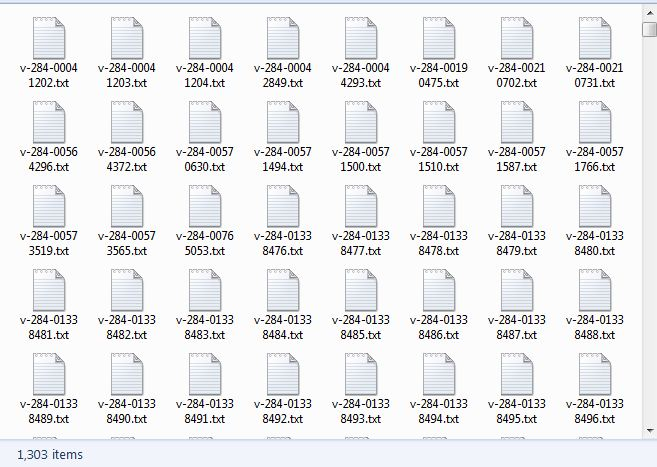 v-284-0004 v-284-0004 v-284-0004 v-284-0004 v-284-0004 v-284-0019 v-284-0021 v-284-0021
1202.txt 1203.txt 1204.txt 2849.txt 4293.txt 0475.txt 0702.txt 0731.txt
v-284-0056 v-284-0056 v-284-0057 v-284-0057 v-284-0057 v-284-0057 v-284-0057 v-284-0057
4296.txt 4372.txt 0630.txt 1494.txt 1500.txt 1510.txt 1587.txt 1766.txt
v-284-0057 v-284-0057 v-284-0076 v-284-0133 v-284-0133 v-284-0133 v-284-0133 v-284-0133
3519.txt 3565.txt 5053.txt 8476.txt 8477.txt 8478.txt 8479.txt 8480.txt
v-284-0133 v-284-0133 v-284-0133 v-284-0133 v-284-0133 v-284-0133 v-284-0133 v-284-0133
8481.txt 8482.txt 8483.txt 8484.txt 8485.txt 8486.txt 8487.txt 8488.txt
v-284-0133 v-284-0133 v-284-0133 v-284-0133 v-284-0133 v-284-0133 v-284-0133 v-284-0133
8489.txt 8490.txt 8491.txt 8492.txt 8493.txt 8494.txt 8495.txt 8496.txt
1,303 items